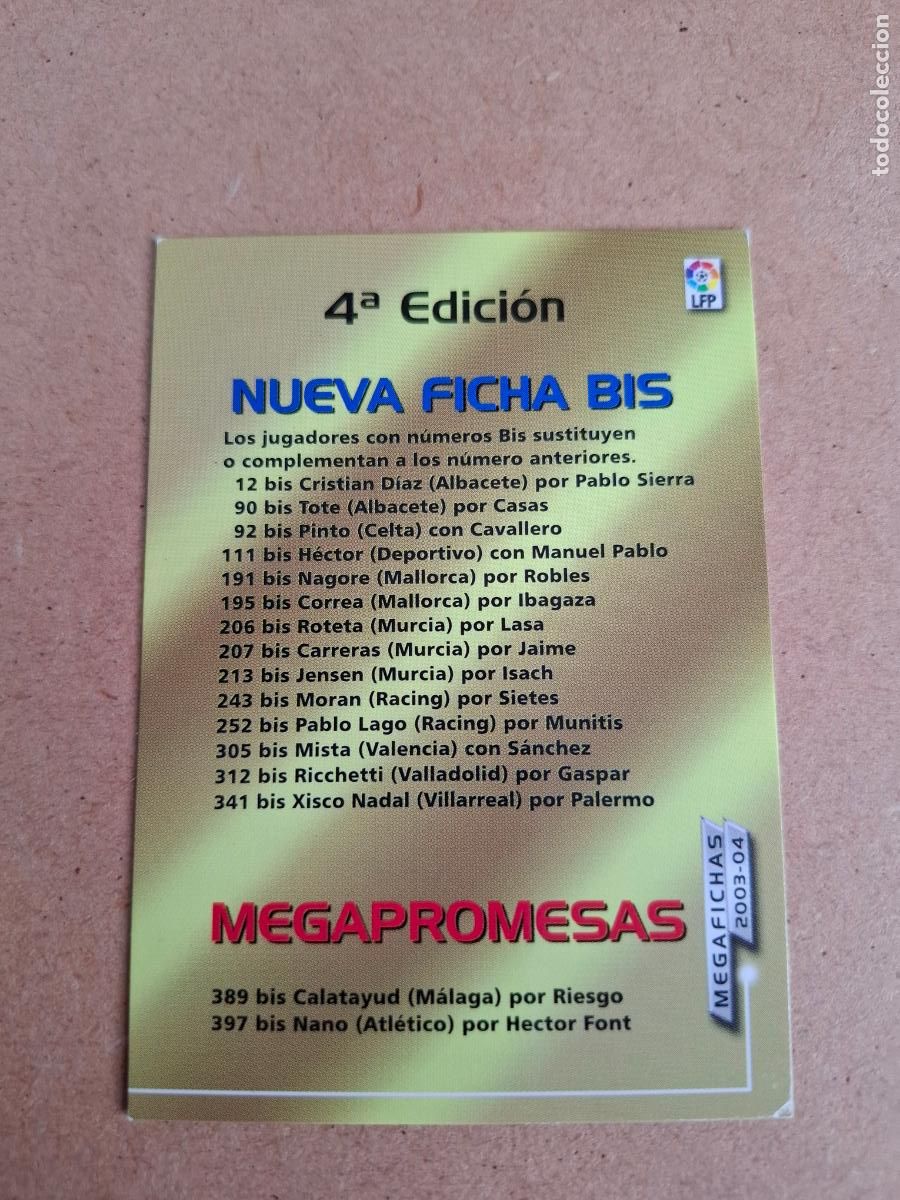 todocoleccion
4ª Edición
LFP
NUEVA FICHA BIS
Los jugadores con números Bis sustituyen
o complementan a los número anteriores.
12 bis Cristian Díaz (Albacete) por Pablo Sierra
90 bis Tote (Albacete) por Casas
92 bis Pinto (Celta) con Cavallero
111 bis Héctor (Deportivo) con Manuel Pablo
191 bis Nagore (Mallorca) por Robles
195 bis Correa (Mallorca) por Ibagaza
206 bis Roteta (Murcia) por Lasa
207 bis Carreras (Murcia) por Jaime
213 bis Jensen (Murcia) por Isach
243 bis Moran (Racing) por Sietes
252 bis Pablo Lago (Racing) por Munitis
305 bis Mista (Valencia) con Sánchez
312 bis Ricchetti (Valladolid) por Gaspar
341 bis Xisco Nadal (Villarreal) por Palermo
MEGAFICHAS
2003-04
MEGAPROMESAS
389 bis Calatayud (Málaga) por Riesgo
397 bis Nano (Atlético) por Hector Font